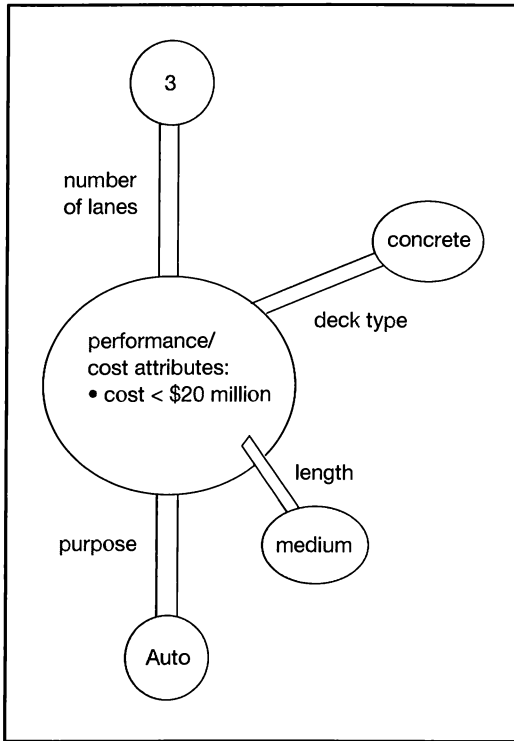 3
number
of lanes
concrete
deck type
performance/
cost attributes:
• cost < $20 million
length
purpose
medium
Auto